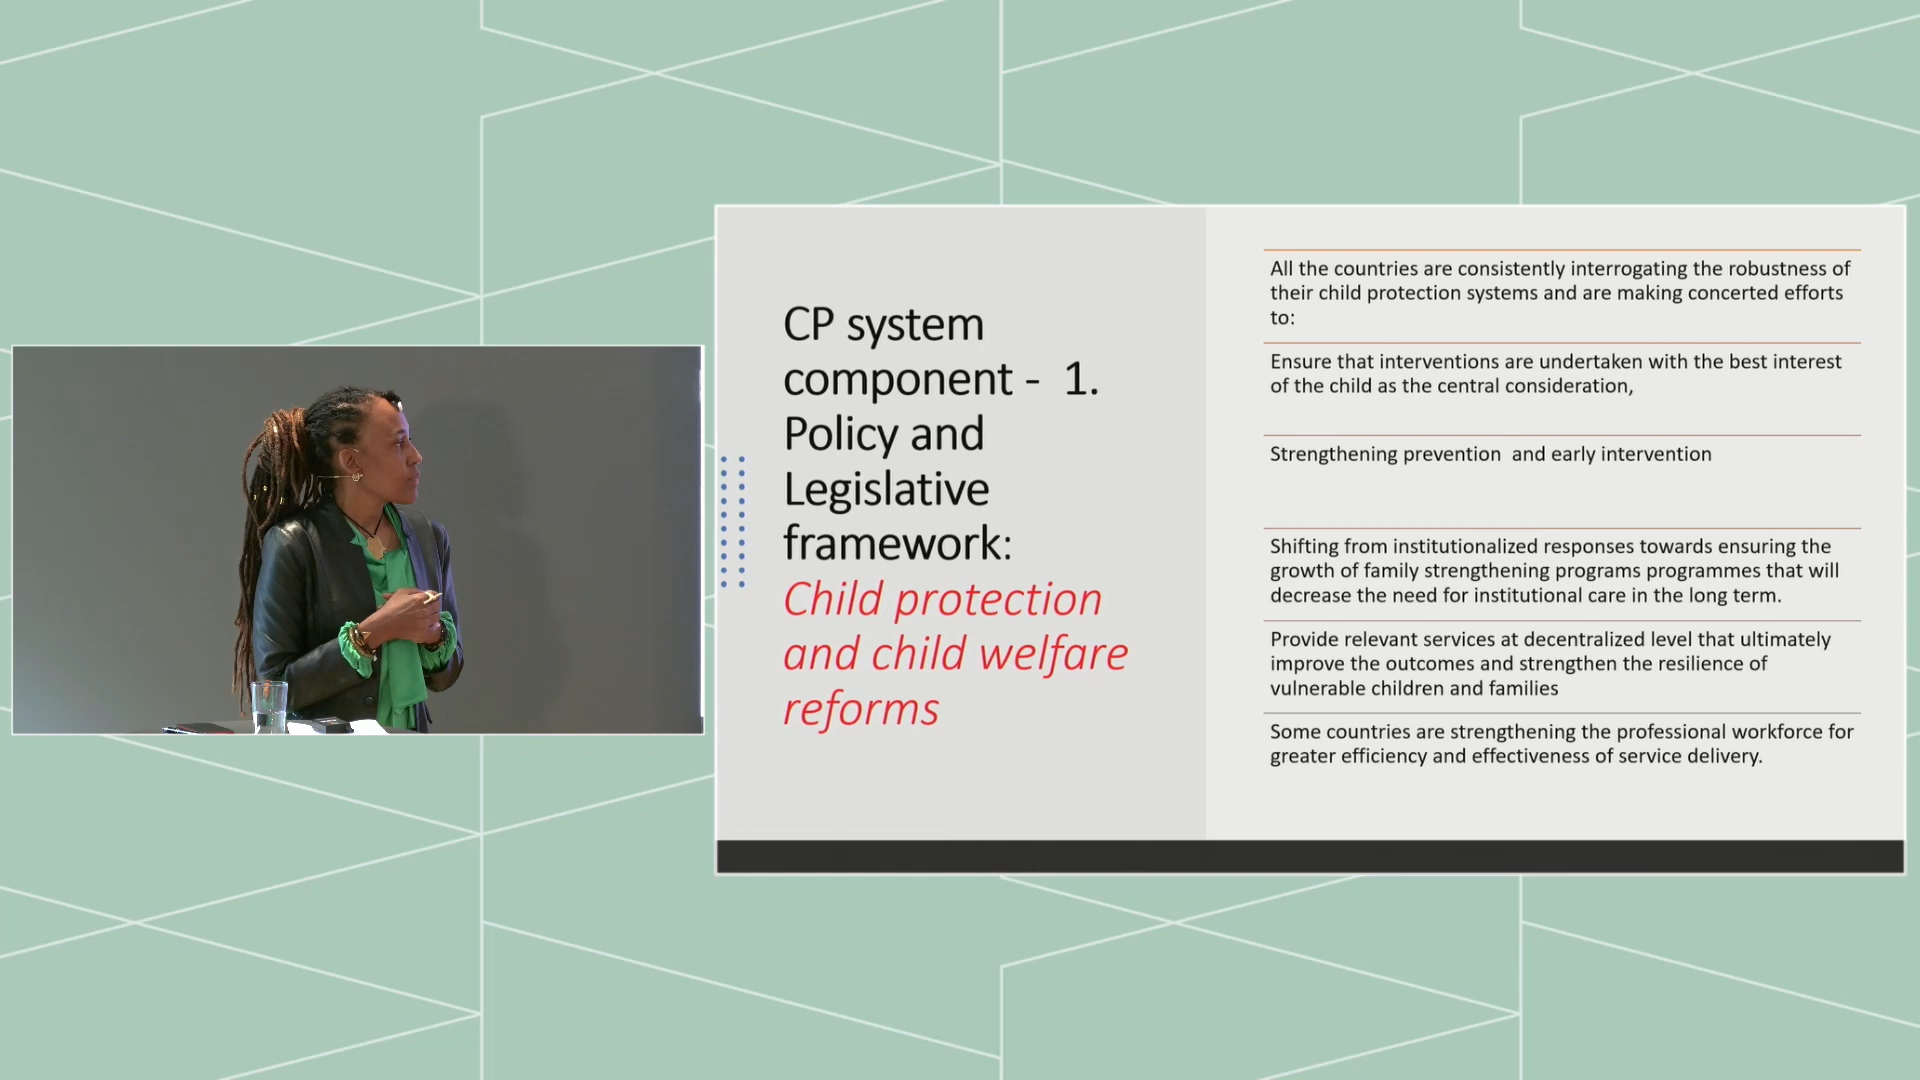 CP system
component -  1.
Policy and
Legislative
framework:
Child protection
and child welfare
reforms
All the countries are consistently interrogating the robustness of
their child protection systems and are making concerted efforts
to:
Ensure that interventions are undertaken with the best interest
of the child as the central consideration,
Strengthening prevention  and early intervention
Shifting from institutionalized responses towards ensuring the
growth of family strengthening programs programmes that will
decrease the need for institutional care in the long term.
Provide relevant services at decentralized level that ultimately
improve the outcomes and strengthen the resilience of
vulnerable children and families
Some countries are strengthening the professional workforce for
greater efficiency and effectiveness of service delivery.